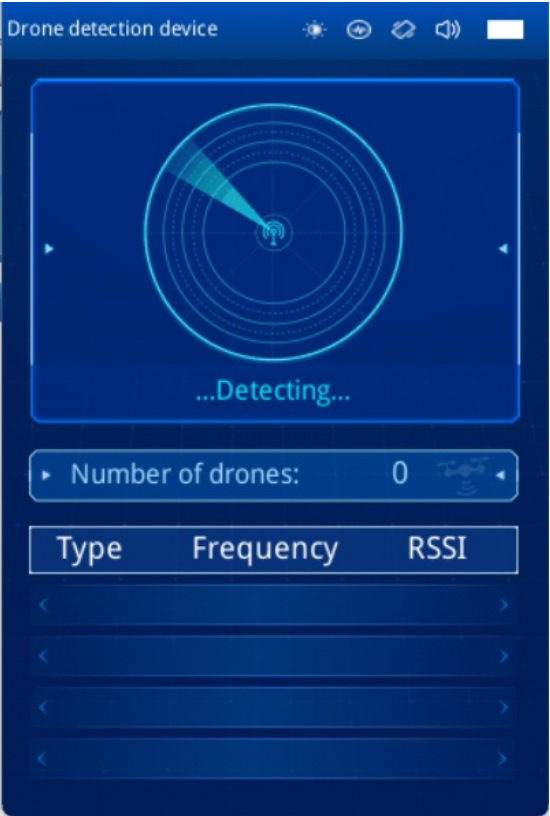 Drone detection device
...Detecting...
Number of drones: 0
Type Frequency RSSI